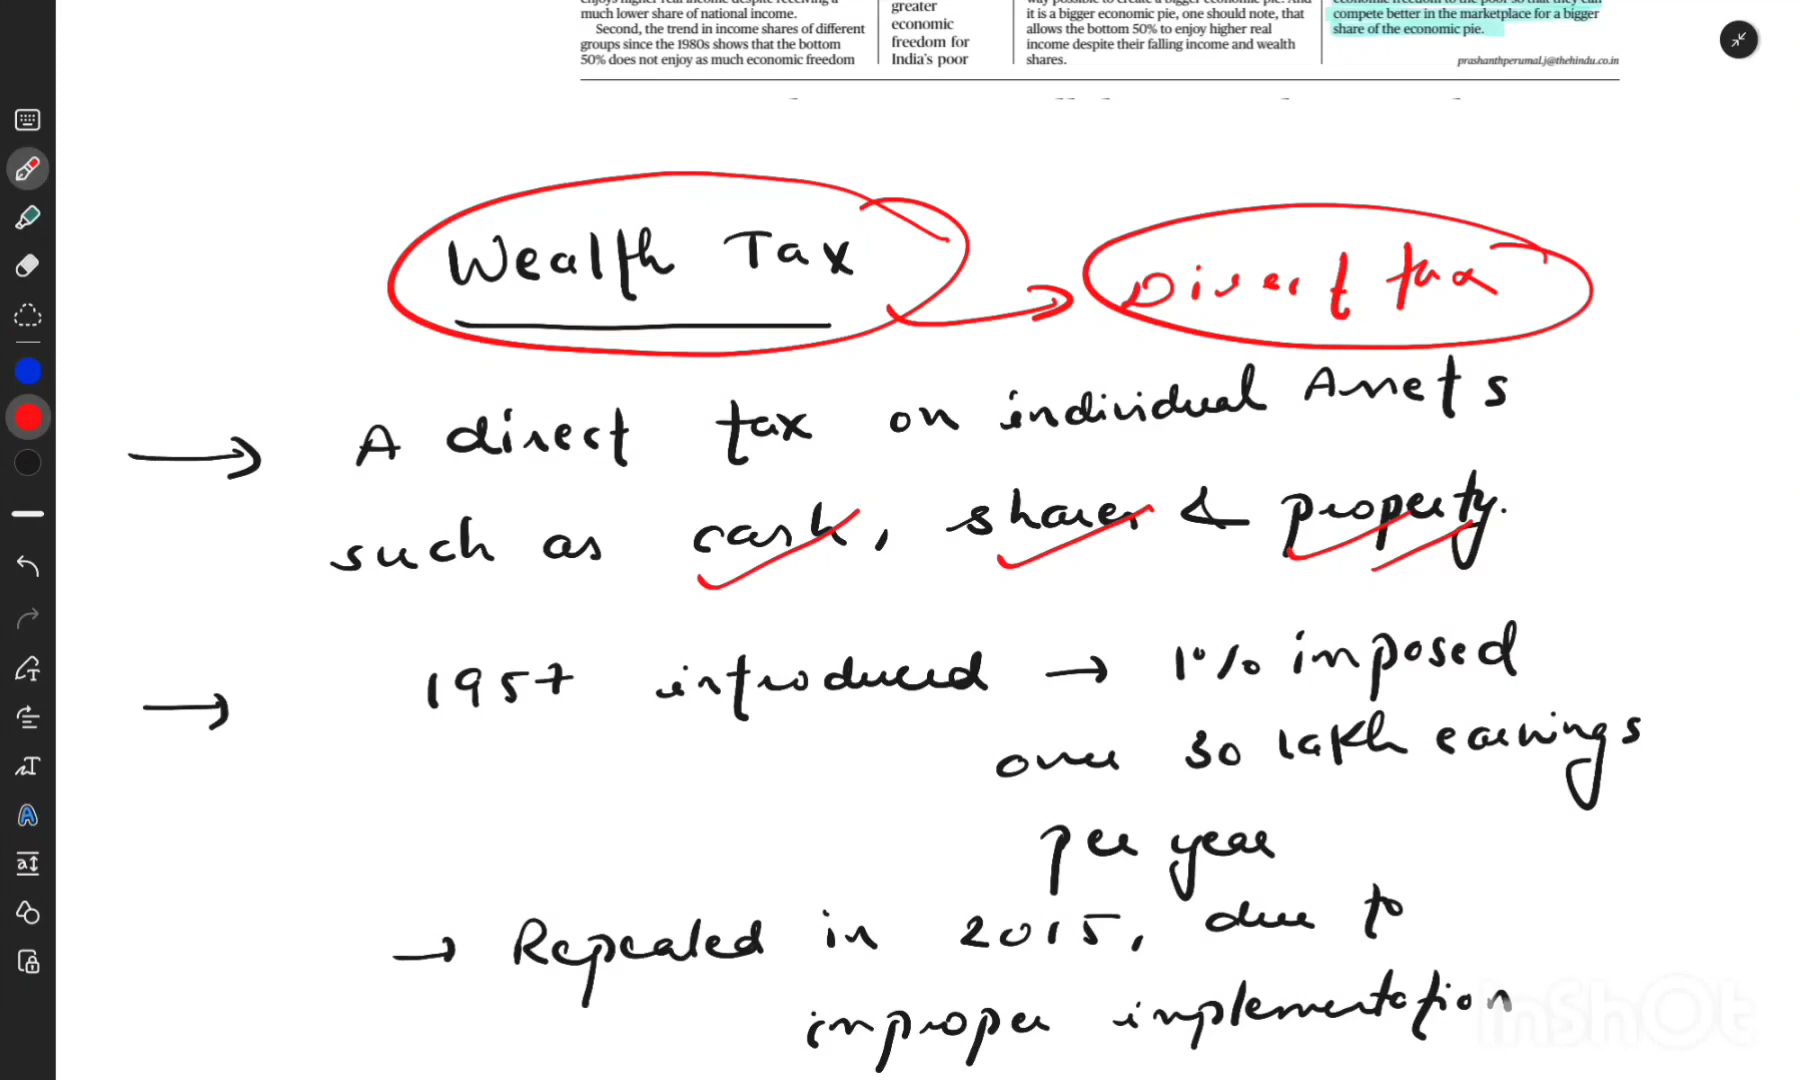 much lower share of national income.
Second, the trend in income shares of different
groups since the 1980s shows that the bottom
50% does not enjoy as much economic freedom
greater
economic
freedom for
India's poor
it is a bigger economic pie, one should note, that
allows the bottom 50% to enjoy higher real
income despite their falling income and wealth
shares.
compete better in the marketplace for a bigger
share of the economic pie.
prashanthperumal.j@thehindu.co.in
Wealth Tax
Direct tax
→ A direct tax on individual Assets
such as cash, shares & property.
→ 1957 introduced → 1% imposed
over 30 lakh earnings
per year
→ Repealed in 2015, due to
improper implementation
InShOt